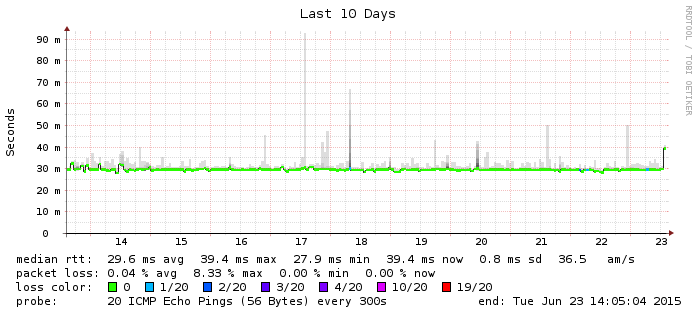 Last 10 Days
RRDTOOL / TOBI OETIKER
Seconds
90 m
80 m
70 m
60 m
50 m
40 m
30 m
20 m
10 m
0
14 15 16 17 18 19 20 21 22 23
median rtt: 29.6 ms avg 39.4 ms max 27.9 ms min 39.4 ms now 0.8 ms sd 36.5 am/s
packet loss: 0.04 % avg 8.33 % max 0.00 % min 0.00 % now
loss color: 0 1/20 2/20 3/20 4/20 10/20 19/20
probe: 20 ICMP Echo Pings (56 Bytes) every 300s end: Tue Jun 23 14:05:04 2015